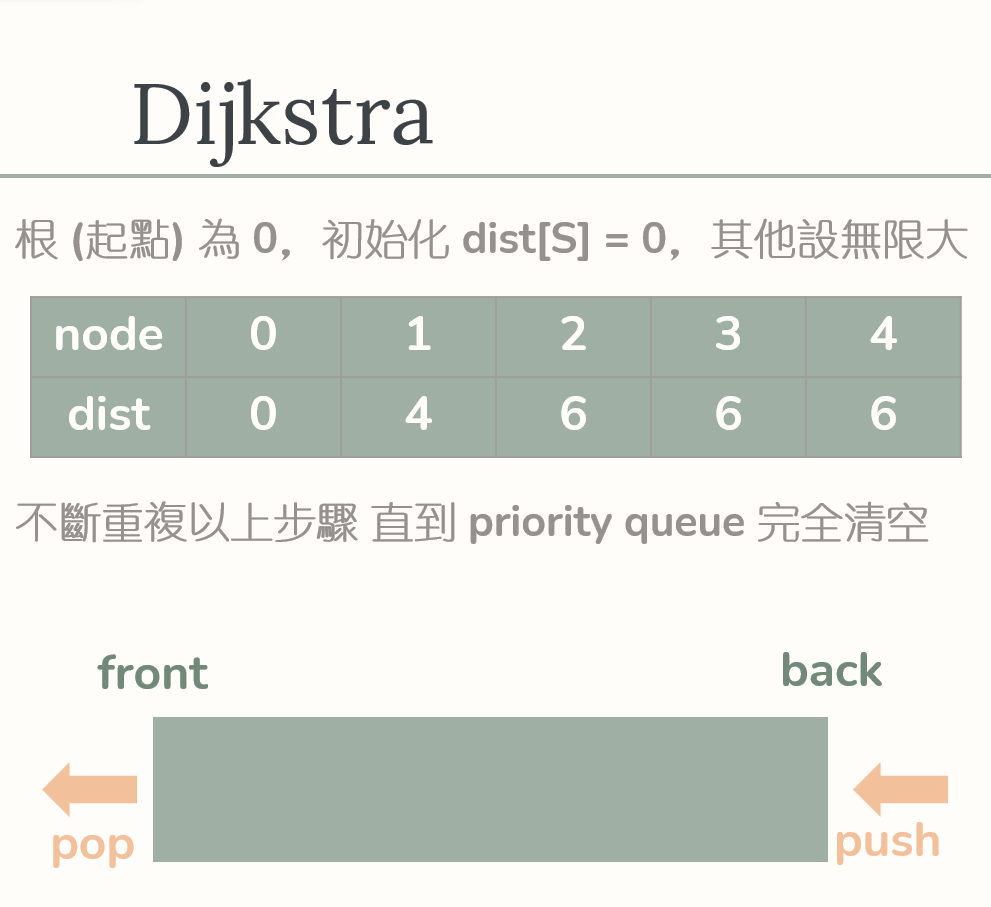 Dijkstra
根 (起點) 為 0，初始化 dist[S] = 0，其他設無限大
node 0 1 2 3 4
dist 0 4 6 6 6
不斷重複以上步驟 直到 priority queue 完全清空
front back
pop push